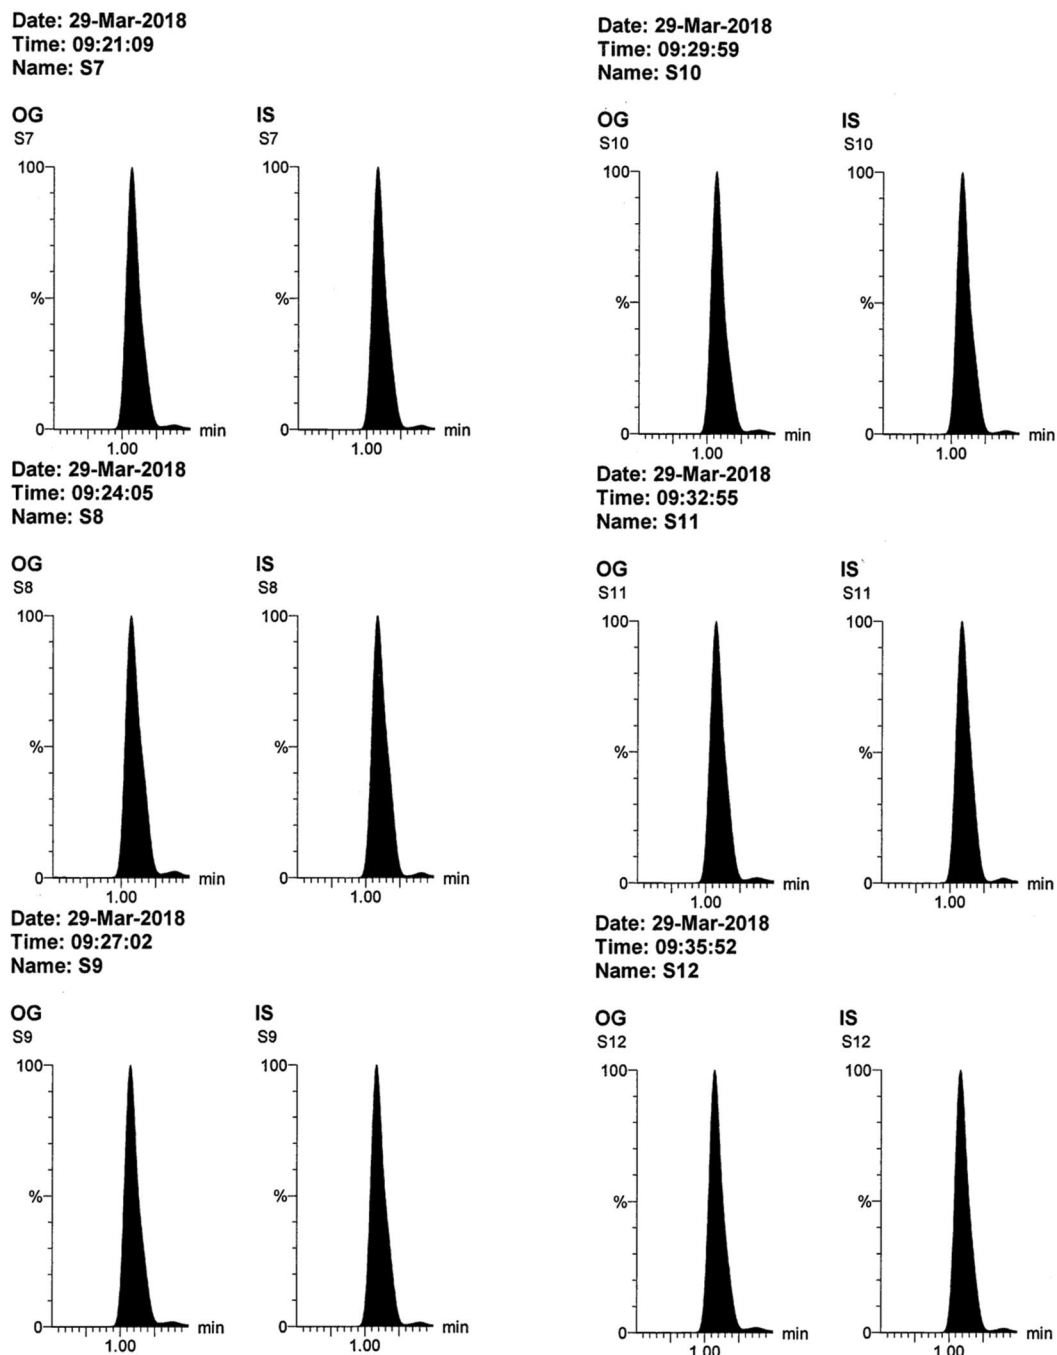 Date: 29-Mar-2018
Time: 09:21:09
Name: S7
OG
S7
100
%
0
1.00
min
IS
S7
100
%
0
1.00
min
Date: 29-Mar-2018
Time: 09:24:05
Name: S8
OG
S8
100
%
0
1.00
min
IS
S8
100
%
0
1.00
min
Date: 29-Mar-2018
Time: 09:27:02
Name: S9
OG
S9
100
%
0
1.00
min
IS
S9
100
%
0
1.00
min
Date: 29-Mar-2018
Time: 09:29:59
Name: S10
OG
S10
100
%
0
1.00
min
IS
S10
100
%
0
1.00
min
Date: 29-Mar-2018
Time: 09:32:55
Name: S11
OG
S11
100
%
0
1.00
min
IS
S11
100
%
0
1.00
min
Date: 29-Mar-2018
Time: 09:35:52
Name: S12
OG
S12
100
%
0
1.00
min
IS
S12
100
%
0
1.00
min